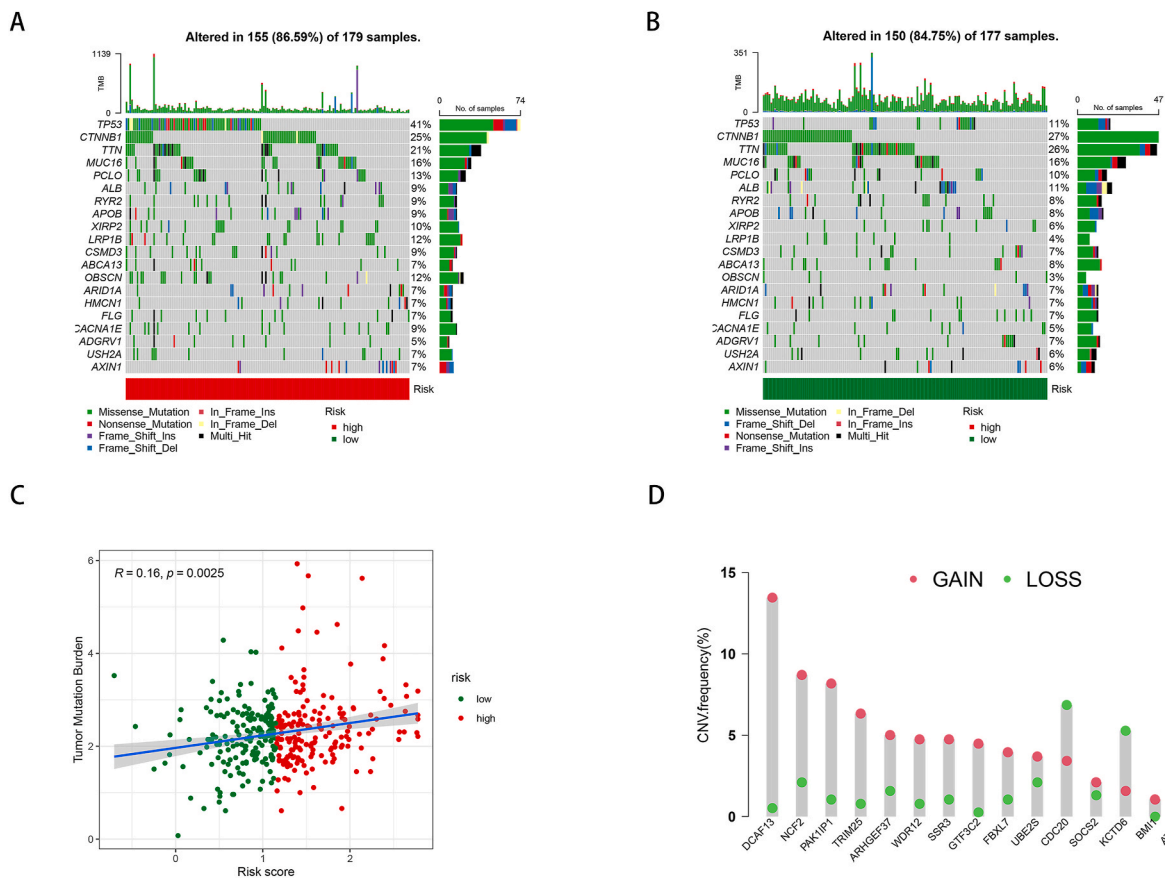 A
Altered in 155 (86.59%) of 179 samples.
1139
TMB
0
0 74
No. of samples
TP53 41%
CTNNB1 25%
TTN 21%
MUC16 16%
PCLO 13%
ALB 9%
RYR2 9%
APOB 9%
XIRP2 10%
LRP1B 12%
CSMD3 9%
ABCA13 7%
OBSCN 12%
ARID1A 7%
HMCN1 7%
FLG 7%
CACNA1E 9%
ADGRV1 5%
USH2A 7%
AXIN1 7%
Risk
Missense_Mutation In_Frame_Ins Risk
Nonsense_Mutation In_Frame_Del high
Frame_Shift_Ins Multi_Hit low
Frame_Shift_Del
B
Altered in 150 (84.75%) of 177 samples.
351
TMB
0
0 47
No. of samples
TP53 11%
CTNNB1 27%
TTN 26%
MUC16 16%
PCLO 10%
ALB 11%
RYR2 8%
APOB 8%
XIRP2 6%
LRP1B 4%
CSMD3 7%
ABCA13 8%
OBSCN 3%
ARID1A 7%
HMCN1 7%
FLG 7%
CACNA1E 5%
ADGRV1 7%
USH2A 6%
AXIN1 6%
Risk
Missense_Mutation In_Frame_Del Risk
Frame_Shift_Del In_Frame_Ins high
Nonsense_Mutation Multi_Hit low
Frame_Shift_Ins
C
R = 0.16, p = 0.0025
Tumor Mutation Burden
6
4
2
0
0 1 2
Risk score
risk
low
high
D
GAIN LOSS
CNV.frequency(%)
15
10
5
0
DCAF13
NCF2
PAK1IP1
TRIM25
ARHGEF37
WDR12
SSR3
GTF3C2
FBXL7
UBE2S
CDC20
SOCS2
KCTD6
BMI1